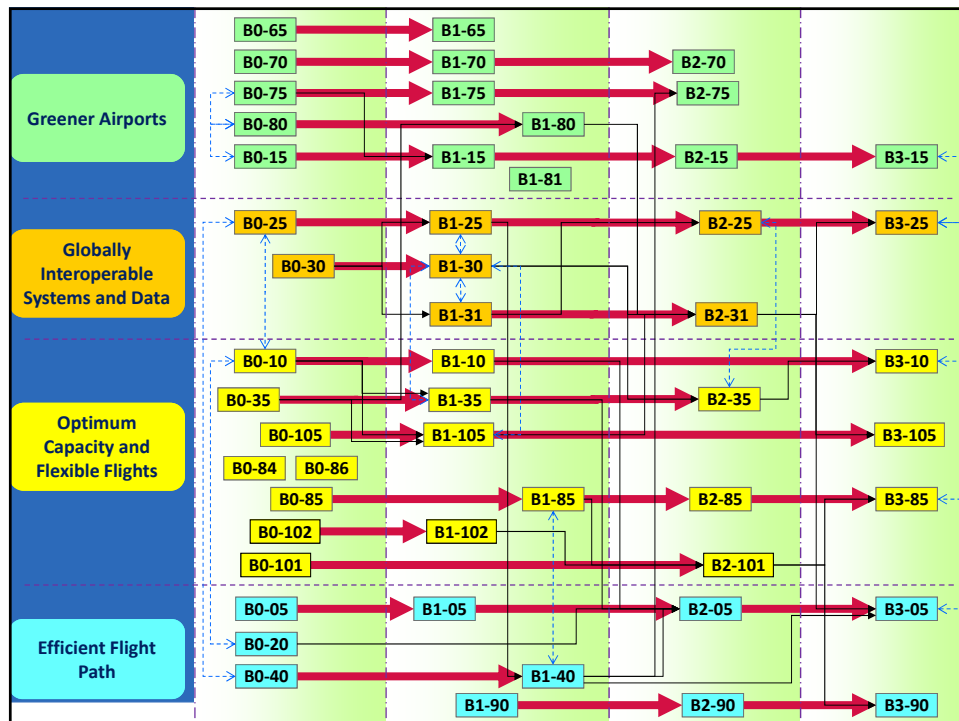 B0-65 B1-65
B0-70 B1-70 B2-70
B0-75 B1-75 B2-75
Greener Airports
B0-80 B1-80
B0-15 B1-15 B2-15 B3-15
B1-81
B0-25 B1-25 B2-25 B3-25
Globally
Interoperable
Systems and Data
B0-30 B1-30
B1-31 B2-31
B0-10 B1-10 B3-10
B0-35 B1-35 B2-35
Optimum
Capacity and
Flexible Flights
B0-105 B1-105 B3-105
B0-84 B0-86
B0-85 B1-85 B2-85 B3-85
B0-102 B1-102
B0-101 B2-101
B0-05 B1-05 B2-05 B3-05
Efficient Flight
Path
B0-20
B0-40 B1-40
B1-90 B2-90 B3-90